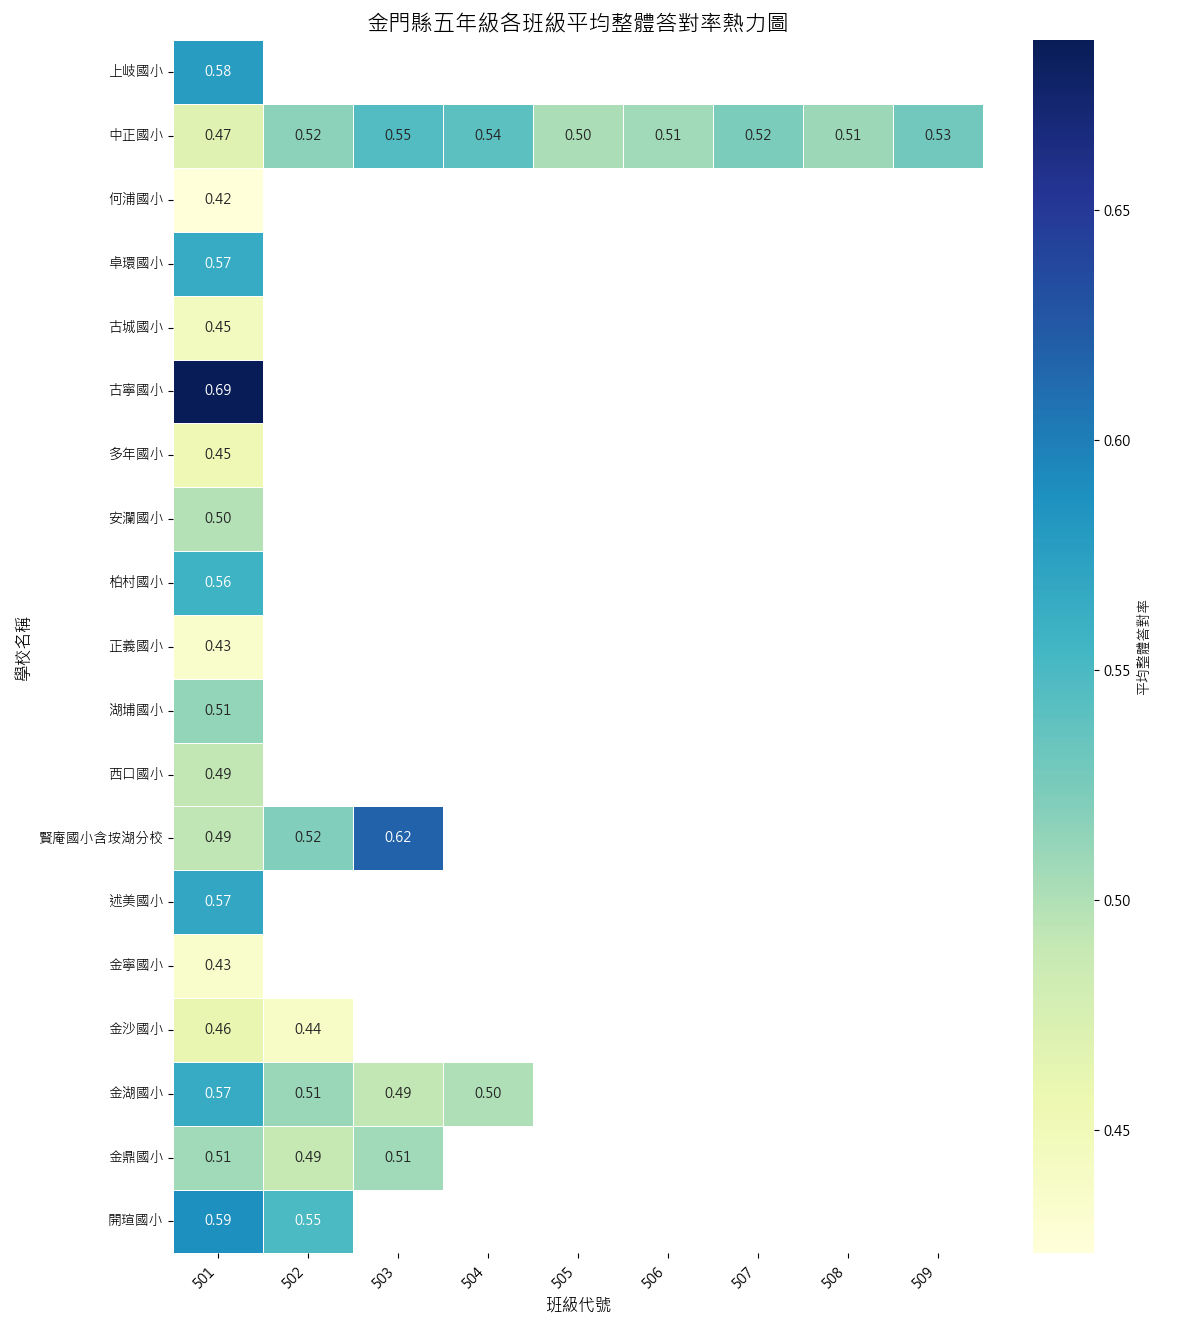 金門縣五年級各班級平均整體答對率熱力圖
學校名稱
上岐國小 0.58
中正國小 0.47 0.52 0.55 0.54 0.50 0.51 0.52 0.51 0.53
何浦國小 0.42
卓環國小 0.57
古城國小 0.45
古寧國小 0.69
多年國小 0.45
安瀾國小 0.50
柏村國小 0.56
正義國小 0.43
湖埔國小 0.51
西口國小 0.49
賢庵國小含垵湖分校 0.49 0.52 0.62
述美國小 0.57
金寧國小 0.43
金沙國小 0.46 0.44
金湖國小 0.57 0.51 0.49 0.50
金鼎國小 0.51 0.49 0.51
開瑄國小 0.59 0.55
501 502 503 504 505 506 507 508 509
班級代號
0.65
0.60
0.55
0.50
0.45
平均整體答對率